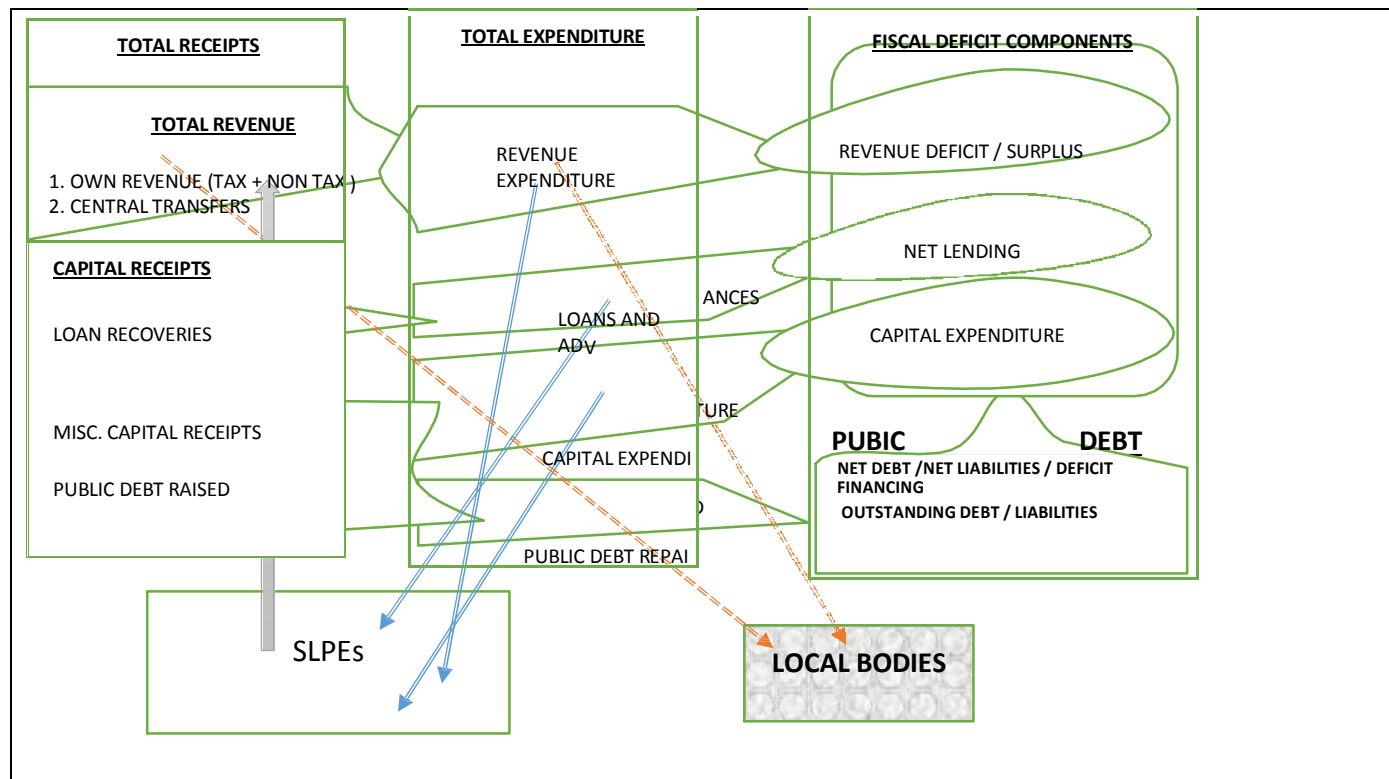 TOTAL RECEIPTS
TOTAL REVENUE
1. OWN REVENUE (TAX + NON TAX )
2. CENTRAL TRANSFERS
CAPITAL RECEIPTS
LOAN RECOVERIES
MISC. CAPITAL RECEIPTS
PUBLIC DEBT RAISED
TOTAL EXPENDITURE
REVENUE
EXPENDITURE
ANCES
LOANS AND
ADV
TURE
CAPITAL EXPENDI
PUBLIC DEBT REPAI
FISCAL DEFICIT COMPONENTS
REVENUE DEFICIT / SURPLUS
NET LENDING
CAPITAL EXPENDITURE
PUBIC DEBT
NET DEBT /NET LIABILITIES / DEFICIT
FINANCING
OUTSTANDING DEBT / LIABILITIES
SLPEs
LOCAL BODIES